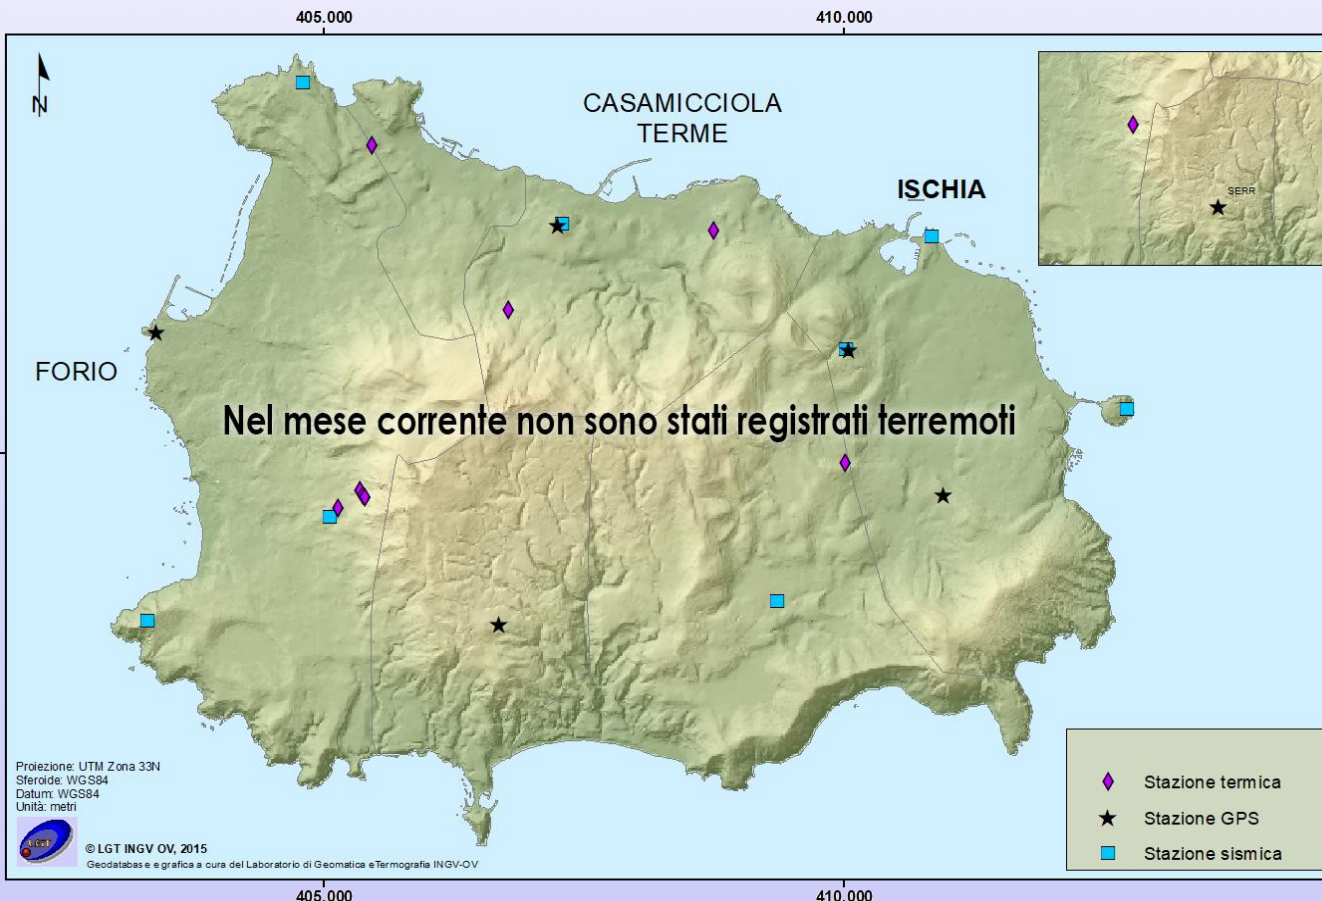 405.000
410.000
N
CASAMICCIOLA
TERME
ISCHIA
SERR
FORIO
Nel mese corrente non sono stati registrati terremoti
Proiezione: UTM Zona 33N
Sferoide: WGS84
Datum: WGS84
Unità: metri
LGT
© LGT INGV OV, 2015
Geodatabase e grafica a cura del Laboratorio di Geomatica e Termografia INGV-OV
Stazione termica
Stazione GPS
Stazione sismica
405.000
410.000